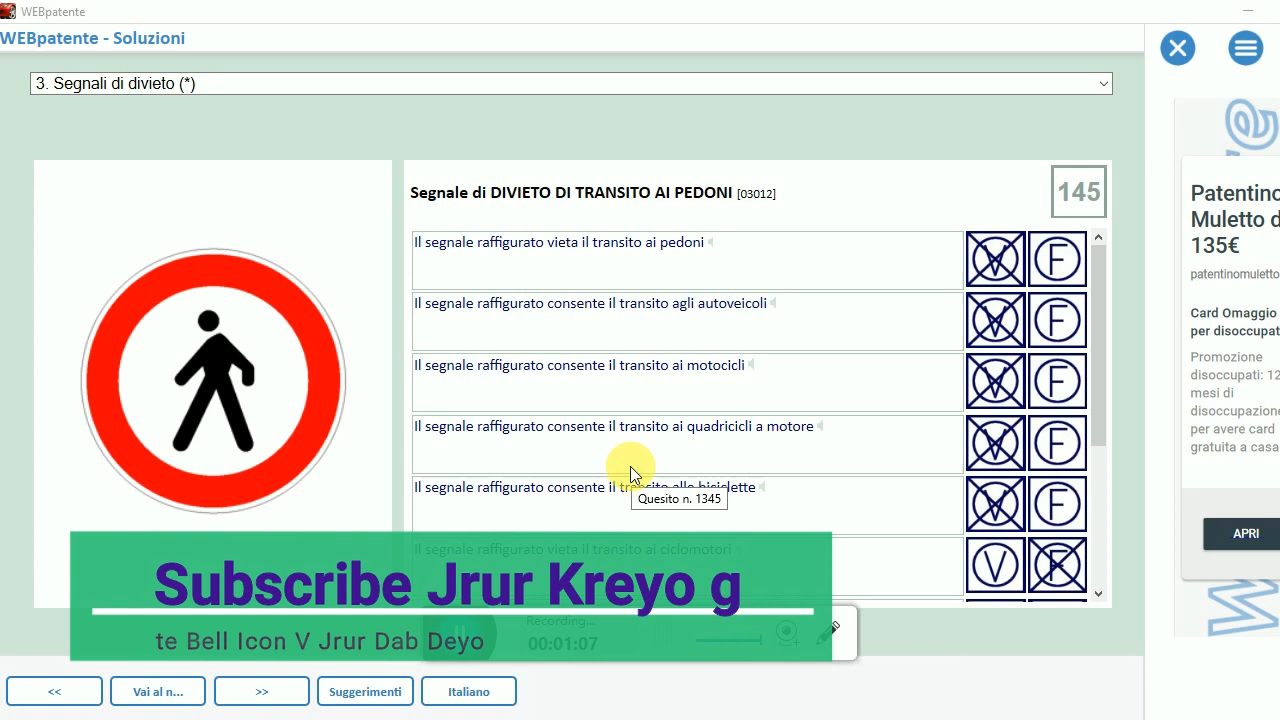 WEBpatente
WEBpatente - Soluzioni
3. Segnali di divieto (*)
Segnale di DIVIETO DI TRANSITO AI PEDONI [03012]
145
Il segnale raffigurato vieta il transito ai pedoni
V F
Il segnale raffigurato consente il transito agli autoveicoli
V F
Il segnale raffigurato consente il transito ai motocicli
V F
Il segnale raffigurato consente il transito ai quadricicli a motore
V F
Il segnale raffigurato consente il transito alle biciclette
V F
Quesito n. 1345
Il segnale raffigurato vieta il transito ai ciclomotori
V F
Subscribe Jrur Kreyo g
te Bell Icon V Jrur Dab Deyo
Recording...
00:01:07
<<
Vai al n...
>>
Suggerimenti
Italiano
Patentino
Muletto d
135€
patentinomuletto
Card Omaggio
per disoccupat
Promozione
disoccupati: 12
mesi di
disoccupazione
per avere card
gratuita a casa
APRI